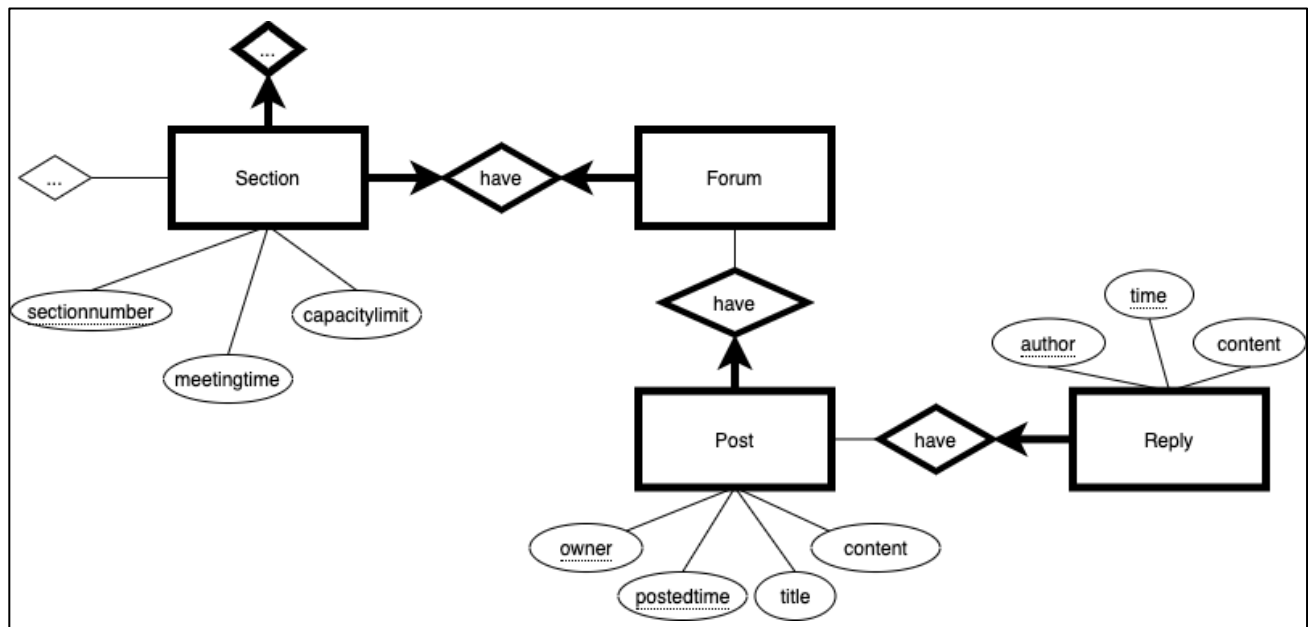 ...
...
Section
have
Forum
sectionnumber
capacitylimit
meetingtime
have
time
author
content
Post
have
Reply
owner
content
postedtime
title